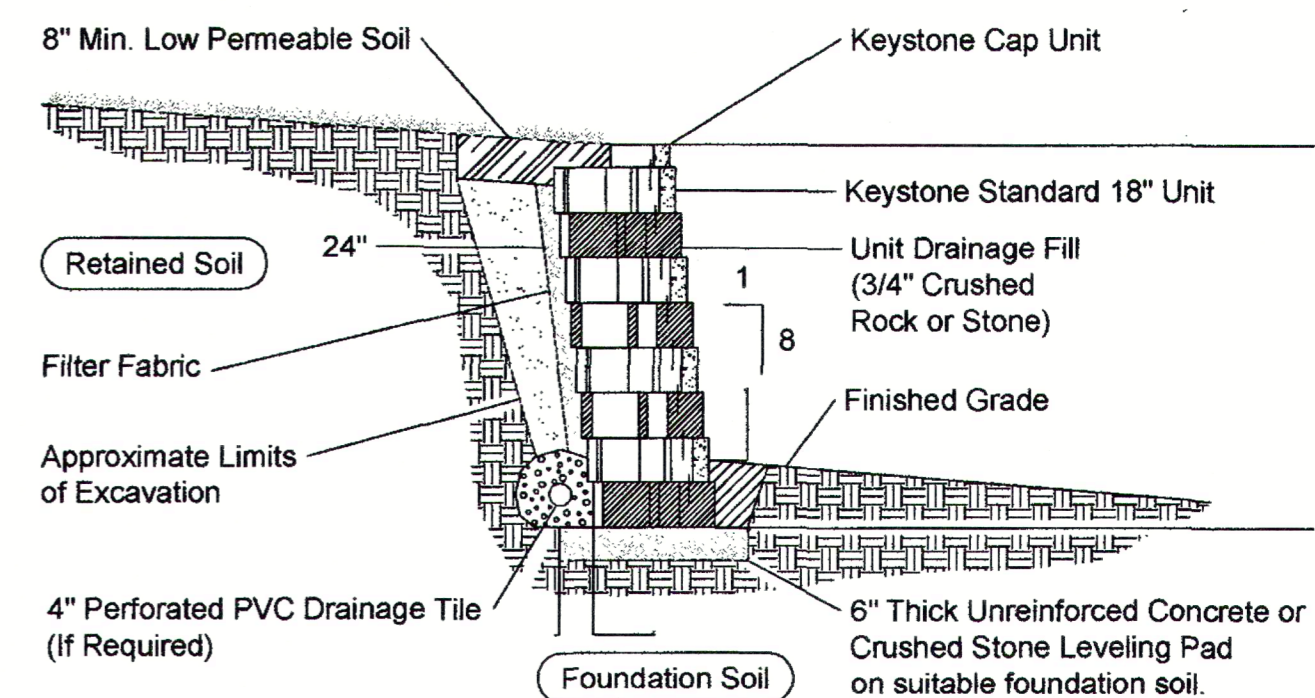 8" Min. Low Permeable Soil
Keystone Cap Unit
Keystone Standard 18" Unit
24"
Unit Drainage Fill
(3/4" Crushed
Rock or Stone)
Retained Soil
1
8
Filter Fabric
Finished Grade
Approximate Limits
of Excavation
4" Perforated PVC Drainage Tile
(If Required)
6" Thick Unreinforced Concrete or
Crushed Stone Leveling Pad
on suitable foundation soil.
Foundation Soil